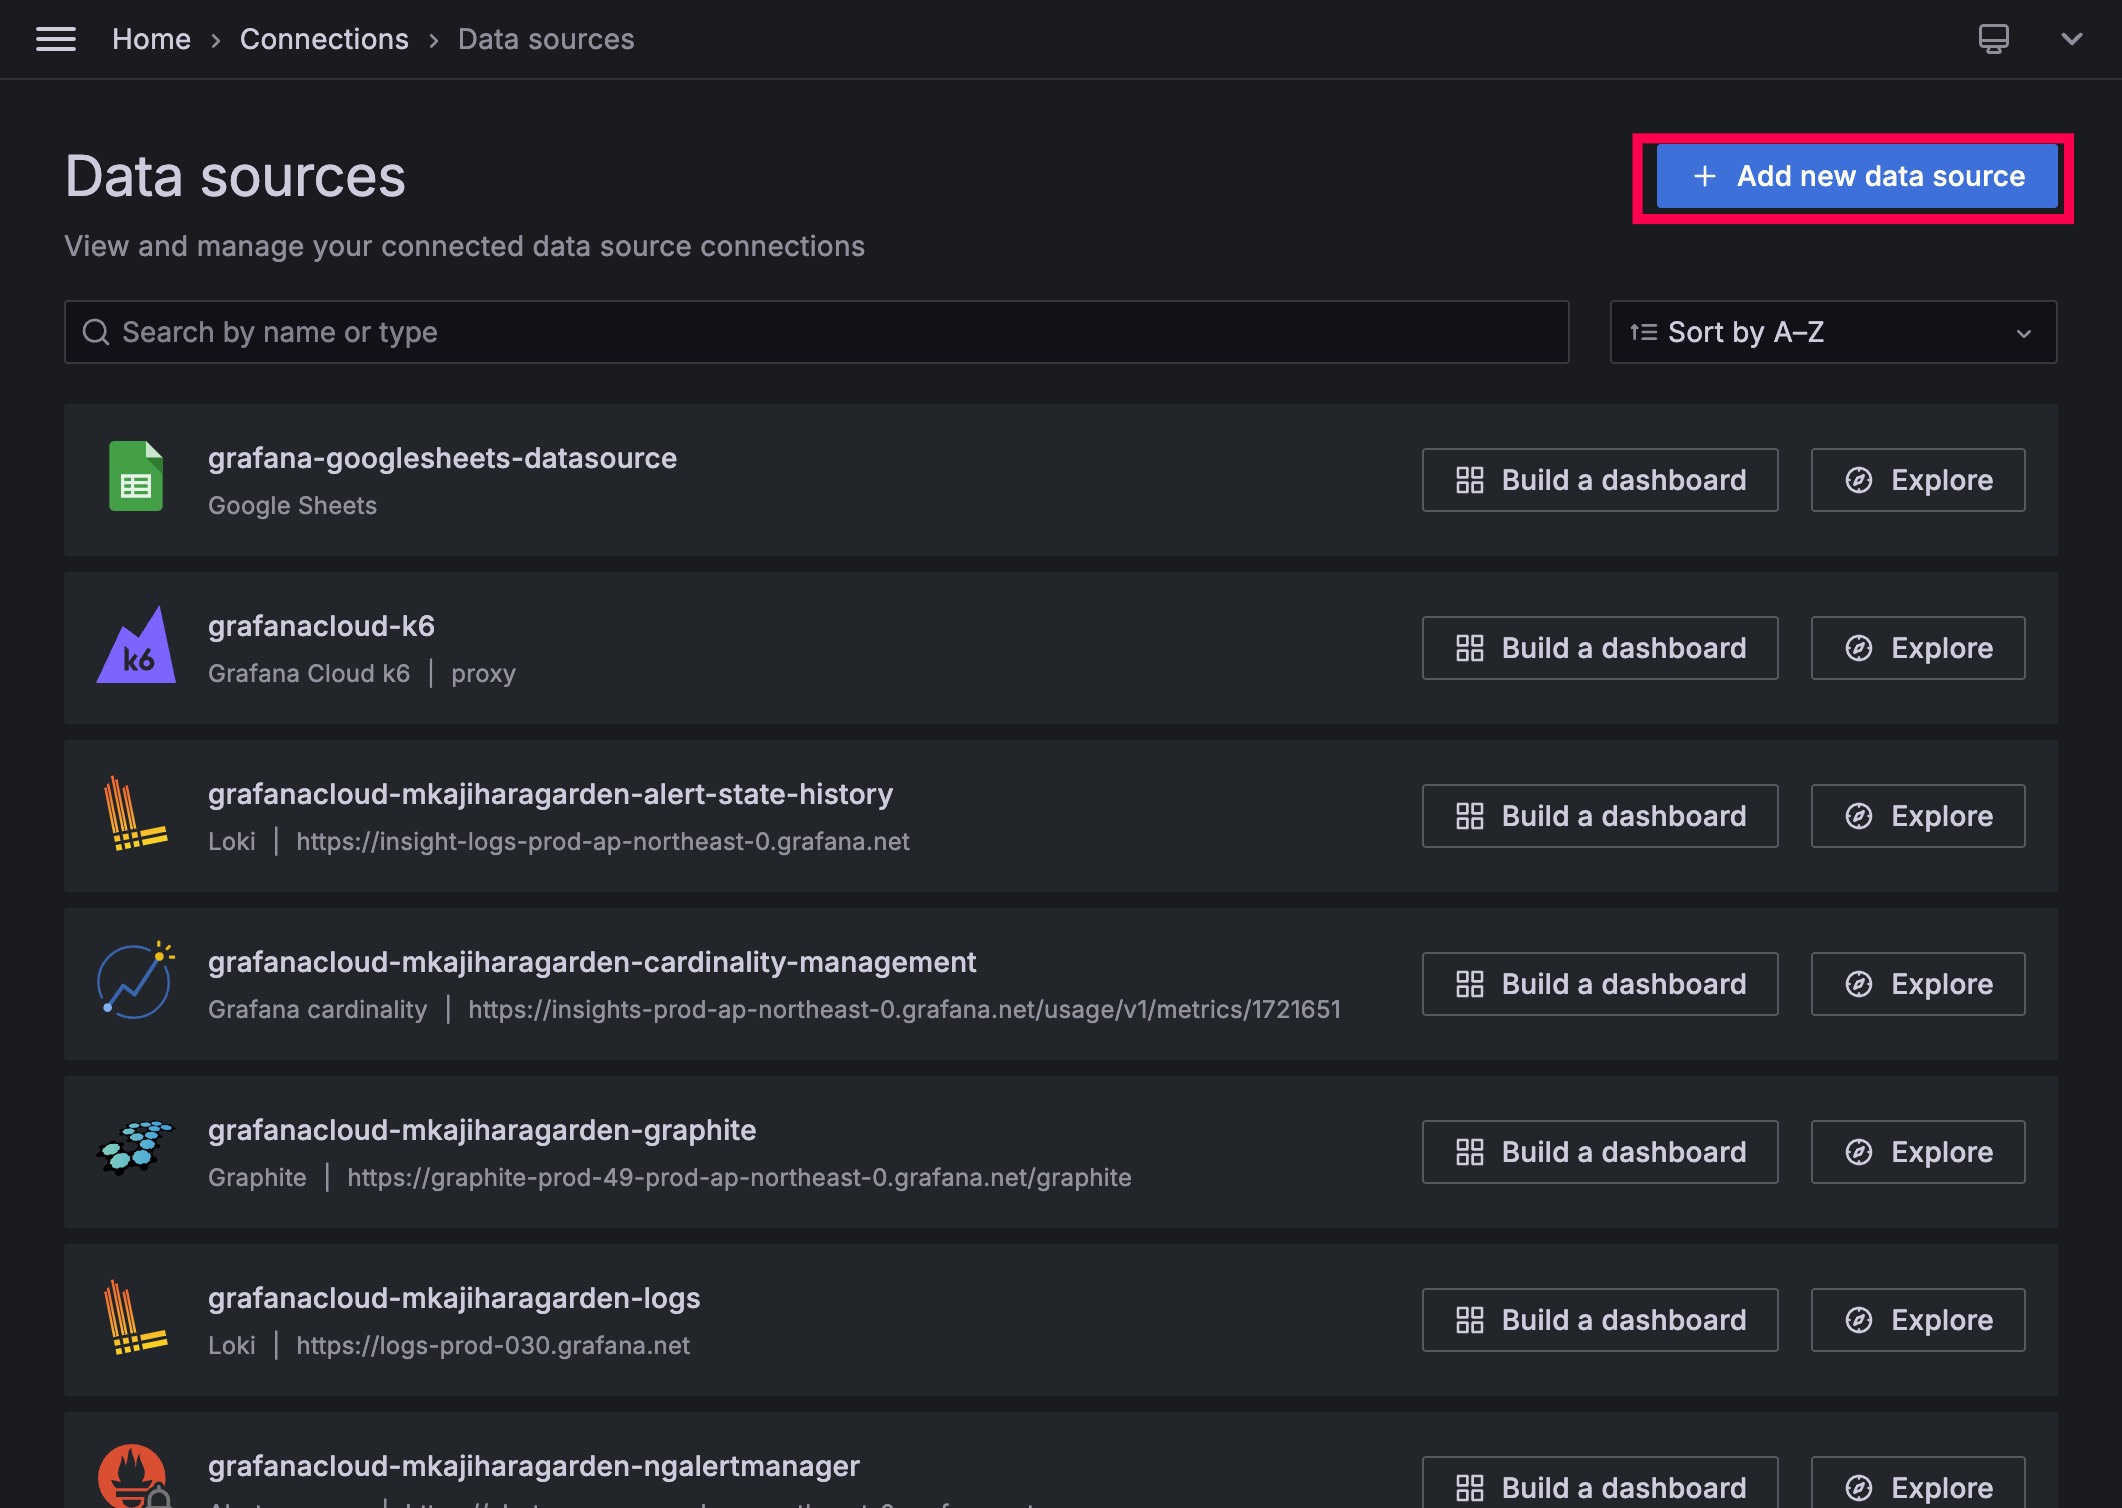 Home › Connections › Data sources
Data sources
+ Add new data source
View and manage your connected data source connections
Search by name or type
Sort by A–Z
grafana-googlesheets-datasource
Google Sheets
Build a dashboard
Explore
k6
grafanacloud-k6
Grafana Cloud k6 | proxy
Build a dashboard
Explore
grafanacloud-mkajiharagarden-alert-state-history
Loki | https://insight-logs-prod-ap-northeast-0.grafana.net
Build a dashboard
Explore
grafanacloud-mkajiharagarden-cardinality-management
Grafana cardinality | https://insights-prod-ap-northeast-0.grafana.net/usage/v1/metrics/1721651
Build a dashboard
Explore
grafanacloud-mkajiharagarden-graphite
Graphite | https://graphite-prod-49-prod-ap-northeast-0.grafana.net/graphite
Build a dashboard
Explore
grafanacloud-mkajiharagarden-logs
Loki | https://logs-prod-030.grafana.net
Build a dashboard
Explore
grafanacloud-mkajiharagarden-ngalertmanager
Build a dashboard
Explore